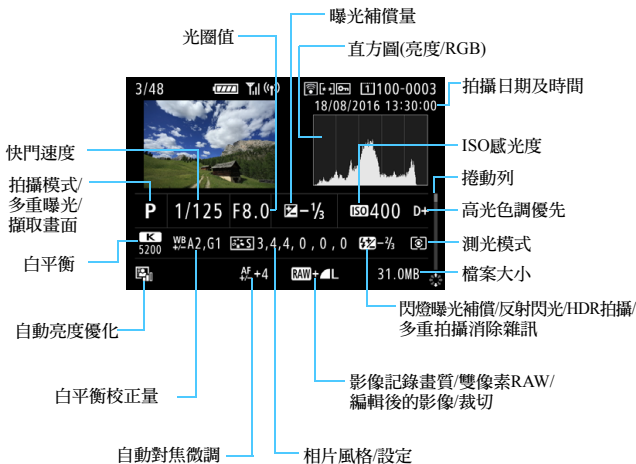 曝光補償量
光圈值
直方圖(亮度/RGB)
3/48
100-0003
拍攝日期及時間
18/08/2016 13:30:00
快門速度
ISO感光度
拍攝模式/
多重曝光/
擷取畫面
捲動列
P 1/125 F8.0 -⅓ ISO400 D+
高光色調優先
K
5200
WB
+/- A2,G1
S 3,4,4,0,0,0
-⅔
白平衡
測光模式
AF
+/- +4
RAW+ L
31.0MB
檔案大小
閃燈曝光補償/反射閃光/HDR拍攝/
多重拍攝消除雜訊
自動亮度優化
影像記錄畫質/雙像素RAW/
編輯後的影像/裁切
白平衡校正量
自動對焦微調
相片風格/設定